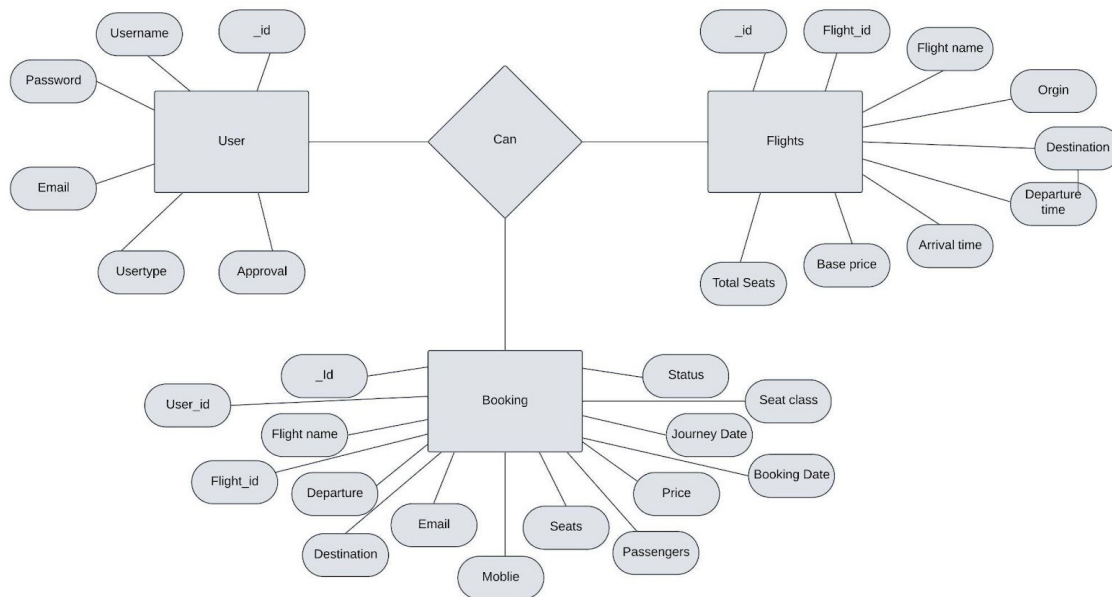 Username
_id
Password
User
Email
Usertype
Approval
Can
_id
Flight_id
Flight name
Orgin
Destination
Departure
time
Arrival time
Base price
Total Seats
Flights
_Id
User_id
Flight name
Flight_id
Departure
Destination
Email
Moblie
Seats
Passengers
Price
Booking Date
Journey Date
Seat class
Status
Booking